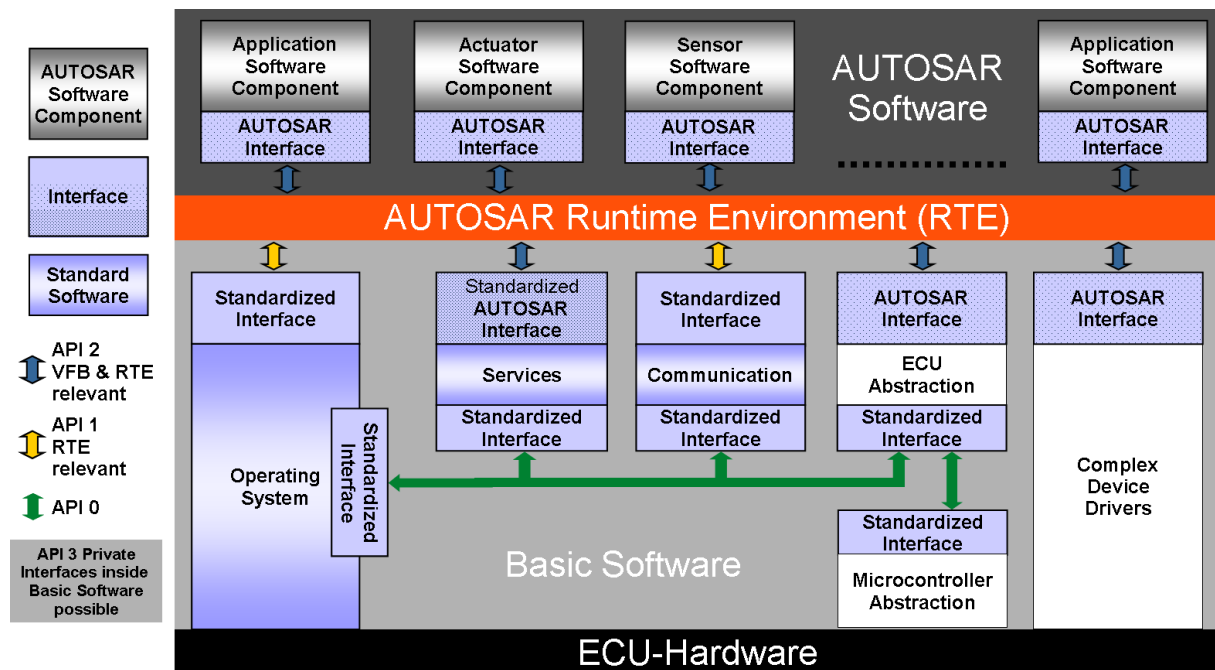 AUTOSAR
Software
Component
Interface
Standard
Software
API 2
VFB & RTE
relevant
API 1
RTE
relevant
API 0
API 3 Private
Interfaces inside
Basic Software
possible
Application
Software
Component
AUTOSAR
Interface
Actuator
Software
Component
AUTOSAR
Interface
Sensor
Software
Component
AUTOSAR
Interface
AUTOSAR
Software
Application
Software
Component
AUTOSAR
Interface
AUTOSAR Runtime Environment (RTE)
Standardized
Interface
Operating
System
Standardized
Interface
Standardized
AUTOSAR
Interface
Services
Standardized
Interface
Standardized
Interface
Communication
Standardized
Interface
AUTOSAR
Interface
ECU
Abstraction
Standardized
Interface
Standardized
Interface
Microcontroller
Abstraction
AUTOSAR
Interface
Complex
Device
Drivers
Basic Software
ECU-Hardware